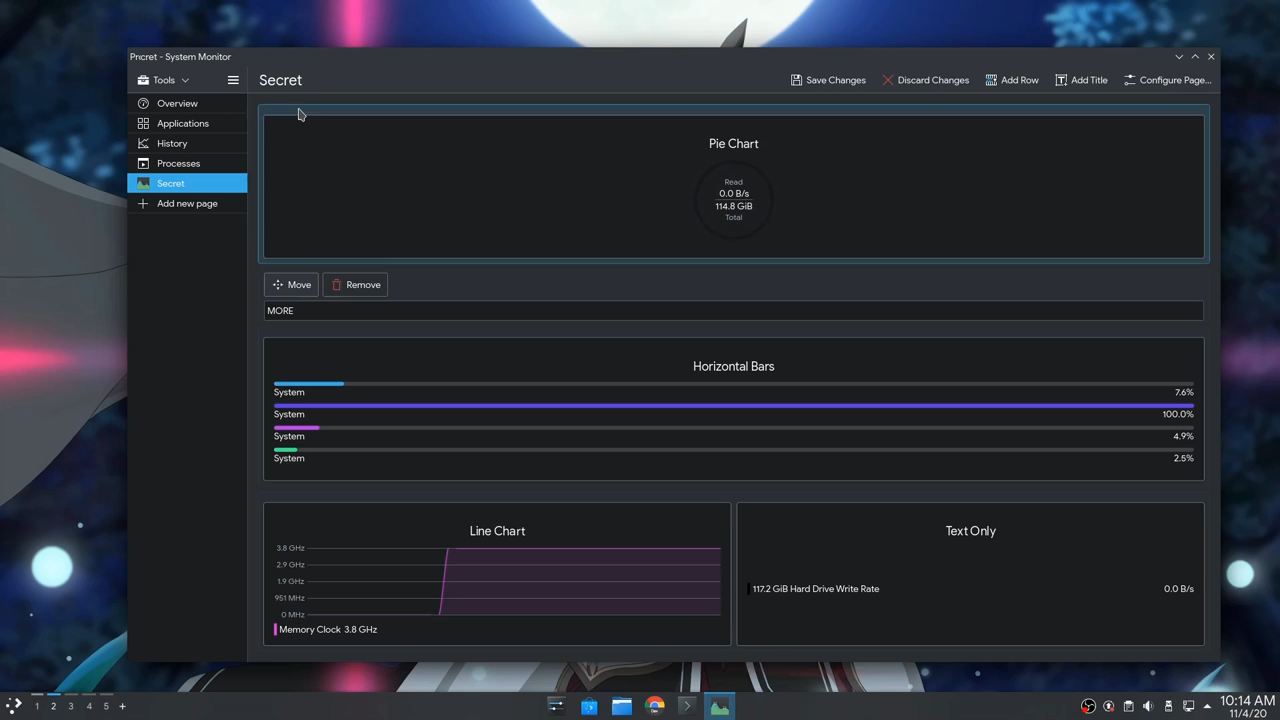 Pricret - System Monitor
Tools
Secret
Save Changes
Discard Changes
Add Row
Add Title
Configure Page...
Overview
Applications
History
Processes
Secret
Add new page
Pie Chart
Read
0.0 B/s
114.8 GiB
Total
Move
Remove
MORE
Horizontal Bars
System 7.6%
System 100.0%
System 4.9%
System 2.5%
Line Chart
3.8 GHz
2.9 GHz
1.9 GHz
951 MHz
0 MHz
Memory Clock 3.8 GHz
Text Only
117.2 GiB Hard Drive Write Rate 0.0 B/s
1 2 3 4 5 +
10:14 AM
11/4/20